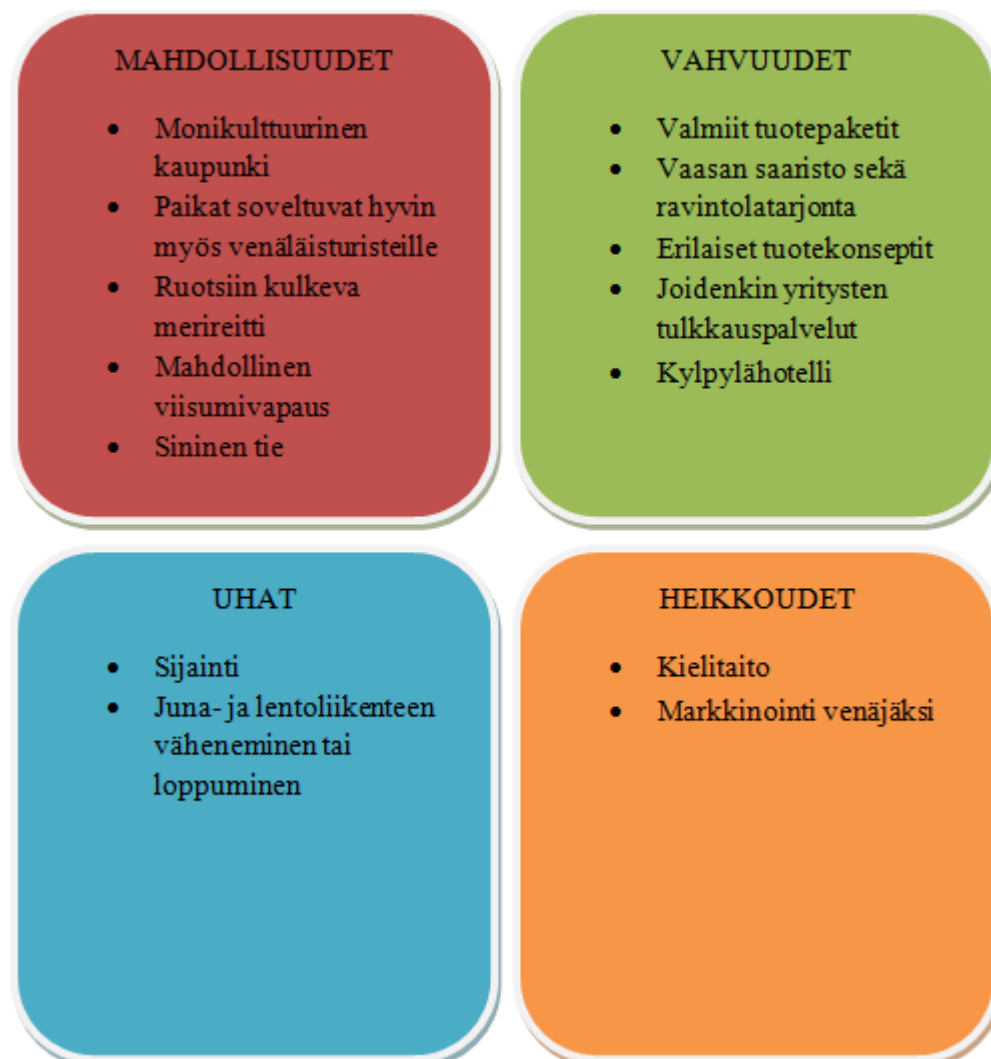 MAHDOLLISUUDET
• Monikulttuurinen
kaupunki
• Paikat soveltuvat hyvin
myös venäläisturisteille
• Ruotsiin kulkeva
merireitti
• Mahdollinen
viisumivapaus
• Sininen tie
VAHVUUDET
• Valmiit tuotepaketit
• Vaasan saaristo sekä
ravintolatarjonta
• Erilaiset tuotekonseptit
• Joidenkin yritysten
tulkkauspalvelut
• Kylpylähotelli
UHAT
• Sijainti
• Juna- ja lentoliikenteen
väheneminen tai
loppuminen
HEIKKOUDET
• Kielitaito
• Markkinointi venäjäksi